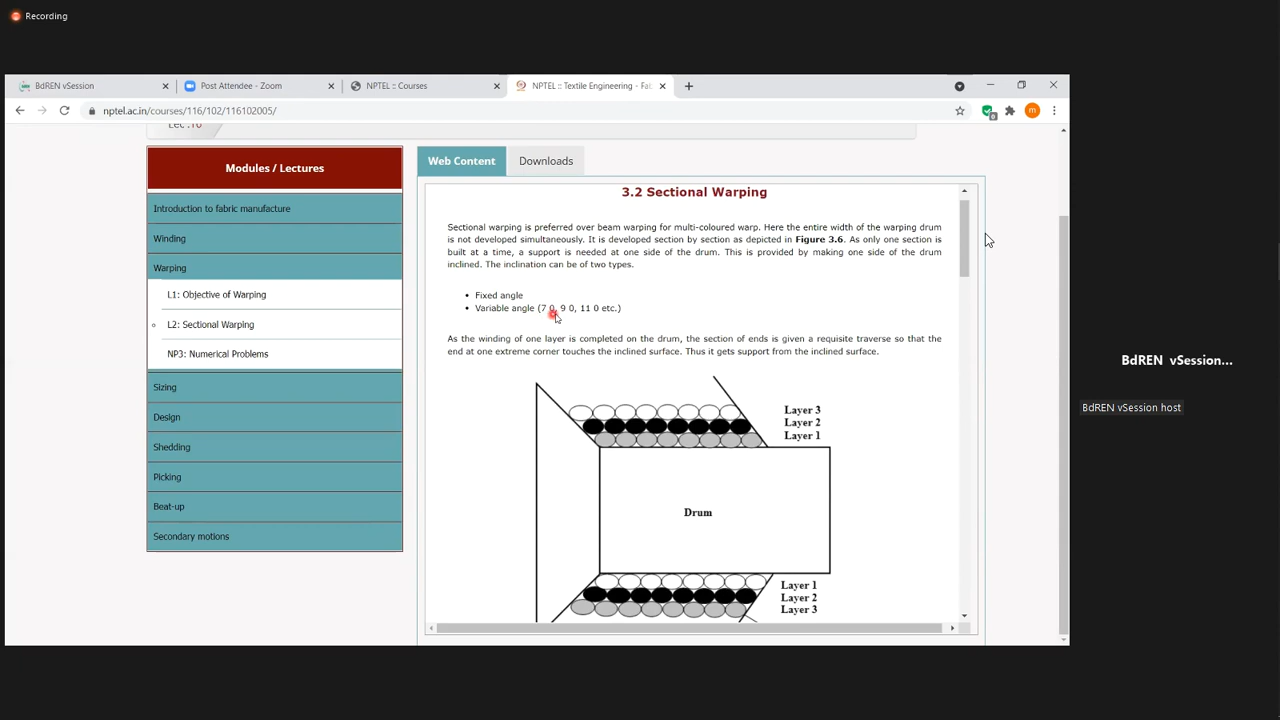 Recording
BdREN vSession
Post Attendee - Zoom
NPTEL :: Courses
NPTEL :: Textile Engineering - Fab
nptel.ac.in/courses/116/102/116102005/
Lec :10
Modules / Lectures
Introduction to fabric manufacture
Winding
Warping
L1: Objective of Warping
L2: Sectional Warping
NP3: Numerical Problems
Sizing
Design
Shedding
Picking
Beat-up
Secondary motions
Web Content
Downloads
3.2 Sectional Warping
Sectional warping is preferred over beam warping for multi-coloured warp. Here the entire width of the warping drum
is not developed simultaneously. It is developed section by section as depicted in Figure 3.6. As only one section is
built at a time, a support is needed at one side of the drum. This is provided by making one side of the drum
inclined. The inclination can be of two types.
• Fixed angle
• Variable angle (7 0, 9 0, 11 0 etc.)
As the winding of one layer is completed on the drum, the section of ends is given a requisite traverse so that the
end at one extreme corner touches the inclined surface. Thus it gets support from the inclined surface.
Layer 3
Layer 2
Layer 1
Drum
Layer 1
Layer 2
Layer 3
BdREN vSession...
BdREN vSession host